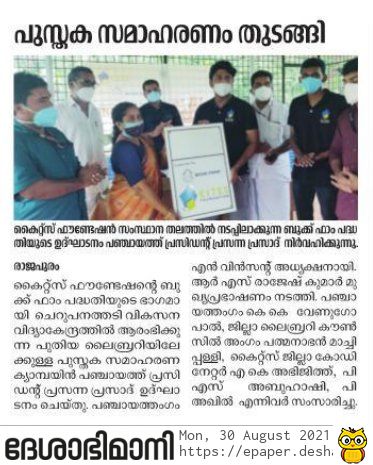 പുസ്തക സമാഹരണം തുടങ്ങി
കൈറ്റ്സ് ഫൗണ്ടേഷൻ സംസ്ഥാന തലത്തിൽ നടപ്പിലാക്കുന്ന ബുക്ക് ഫാം പദ്ധ
തിയുടെ ഉദ്ഘാടനം പഞ്ചായത്ത് പ്രസിഡന്റ് പ്രസന്ന പ്രസാദ് നിർവഹിക്കുന്നു.
രാജപുരം
കൈറ്റ്സ് ഫൗണ്ടേഷന്റെ ബു
ക്ക് ഫാം പദ്ധതിയുടെ ഭാഗമാ
യി ചെറുപനത്തടി വികസന
വിദ്യാകേന്ദ്രത്തിൽ ആരംഭിക്കു
ന്ന പുതിയ ലൈബ്രറിയിലേ
ക്കുള്ള പുസ്തക സമാഹരണ
ക്യാമ്പയിൻ പഞ്ചായത്ത് പ്രസി
ഡന്റ് പ്രസന്ന പ്രസാദ് ഉദ്ഘാ
ടനം ചെയ്തു. പഞ്ചായത്തംഗം
എൻ വിൻസന്റ് അധ്യക്ഷനായി.
ആർ എസ് രാജേഷ് കുമാർ മു
ഖ്യപ്രഭാഷണം നടത്തി. പഞ്ചാ
യത്തംഗം കെ കെ വേണുഗോ
പാൽ, ജില്ലാ ലൈബ്രറി കൗൺ
സിൽ അംഗം പത്മനാഭൻ മാച്ചി
പ്പള്ളി, കൈറ്റ്സ് ജില്ലാ കോഡി
നേറ്റർ എ കെ അഭിജിത്ത്, പി
എസ് അബൂഹാഷി, പി
അഖിൽ എന്നിവർ സംസാരിച്ചു.
ദേശാഭിമാനി
Mon, 30 August 2021
https://epaper.desha